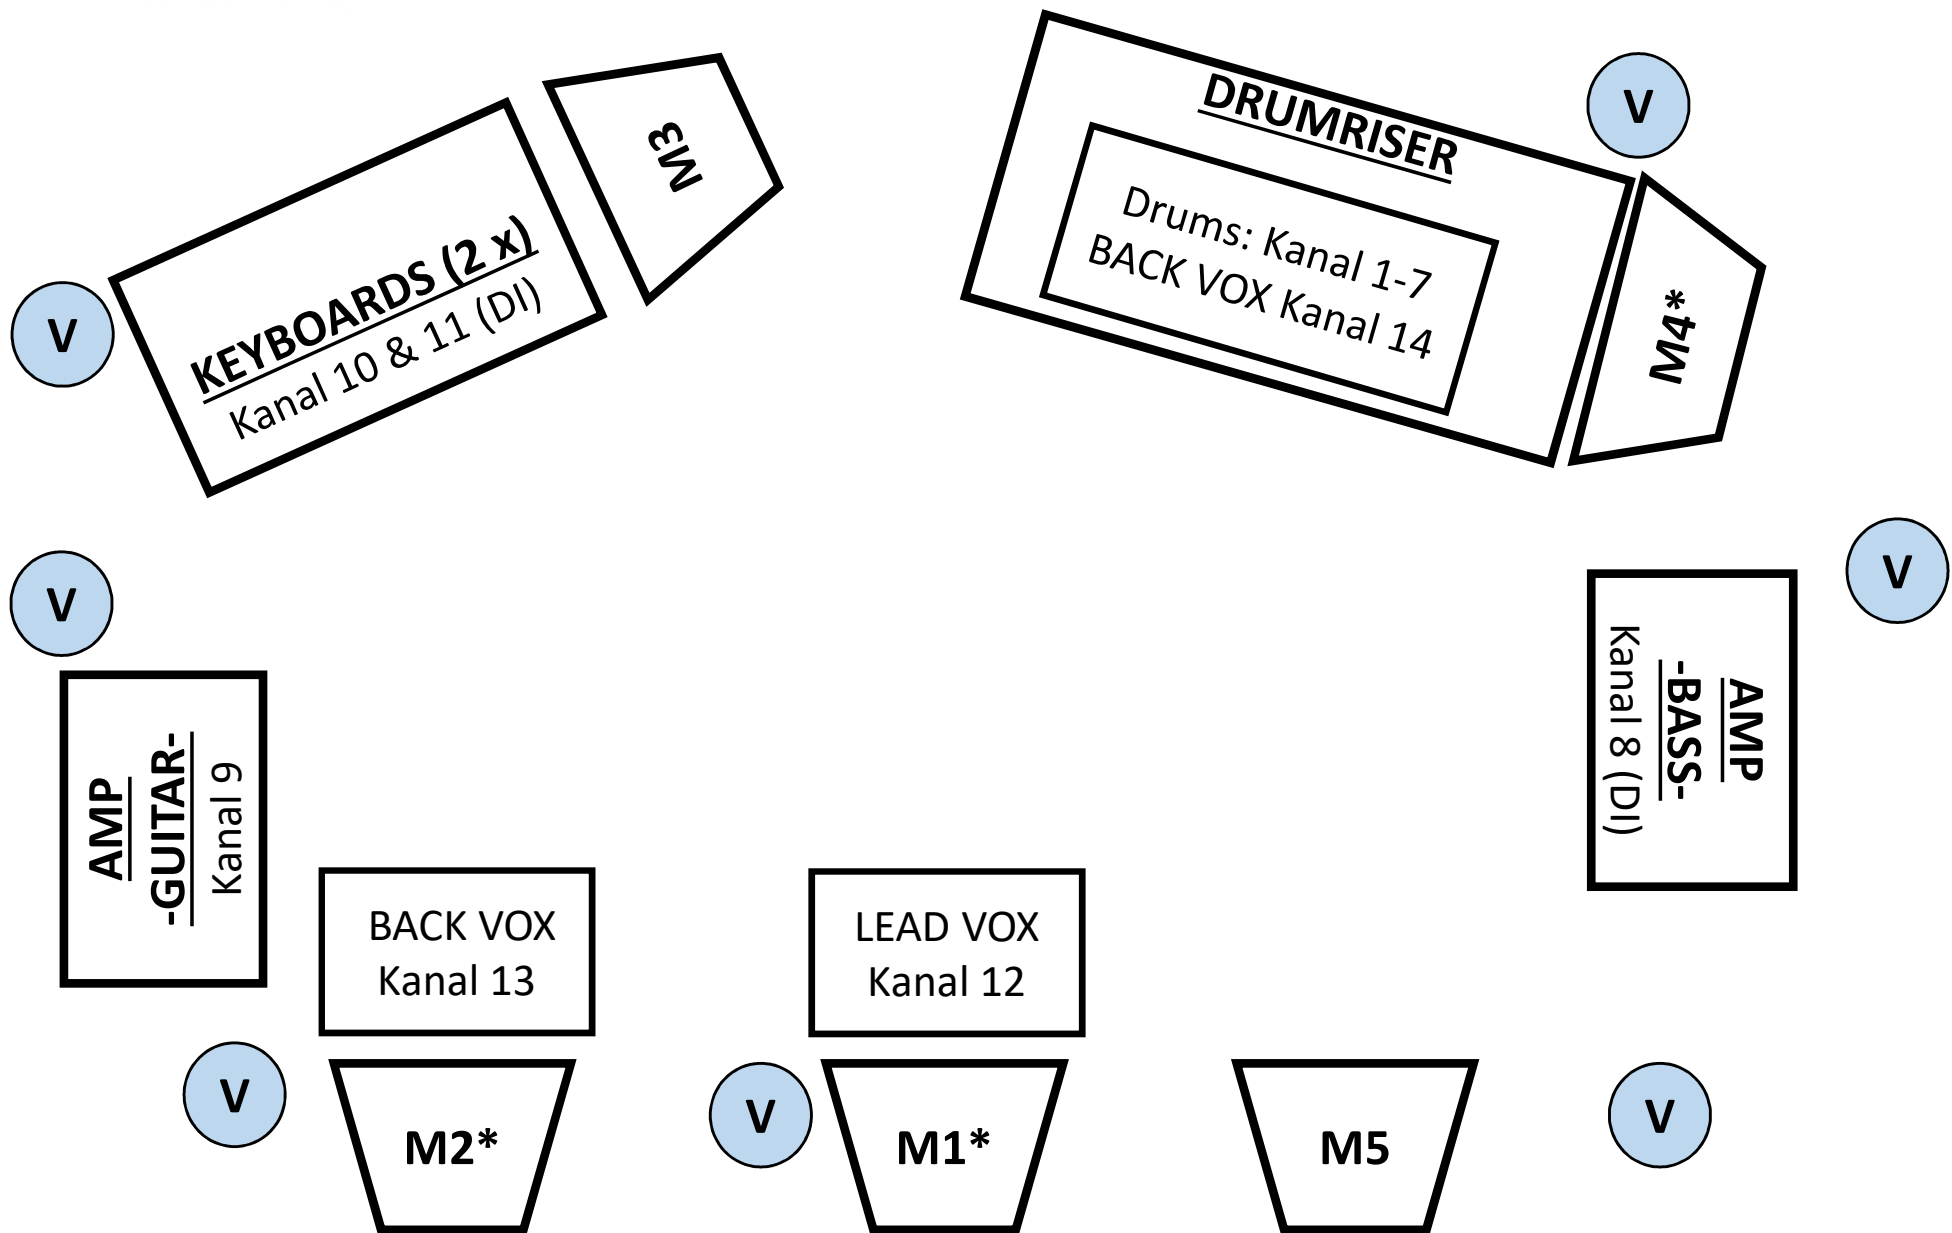 M3
DRUMRISER
V
Drums: Kanal 1-7
BACK VOX Kanal 14
KEYBOARDS (2 x)
Kanal 10 & 11 (DI)
V
M4*
V
V
AMP
-GUITAR-
Kanal 9
AMP
-BASS-
Kanal 8 (DI)
BACK VOX
Kanal 13
LEAD VOX
Kanal 12
V
M2*
V
M1*
M5
V